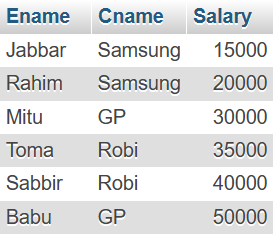 Ename Cname Salary
Jabbar Samsung 15000
Rahim Samsung 20000
Mitu GP 30000
Toma Robi 35000
Sabbir Robi 40000
Babu GP 50000